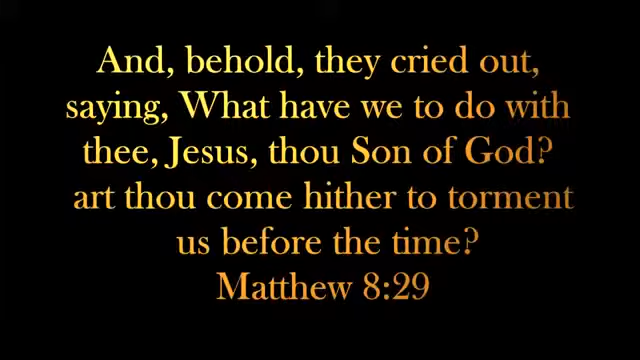 And, behold, they cried out,
saying, What have we to do with
thee, Jesus, thou Son of God?
art thou come hither to torment
us before the time?
Matthew 8:29